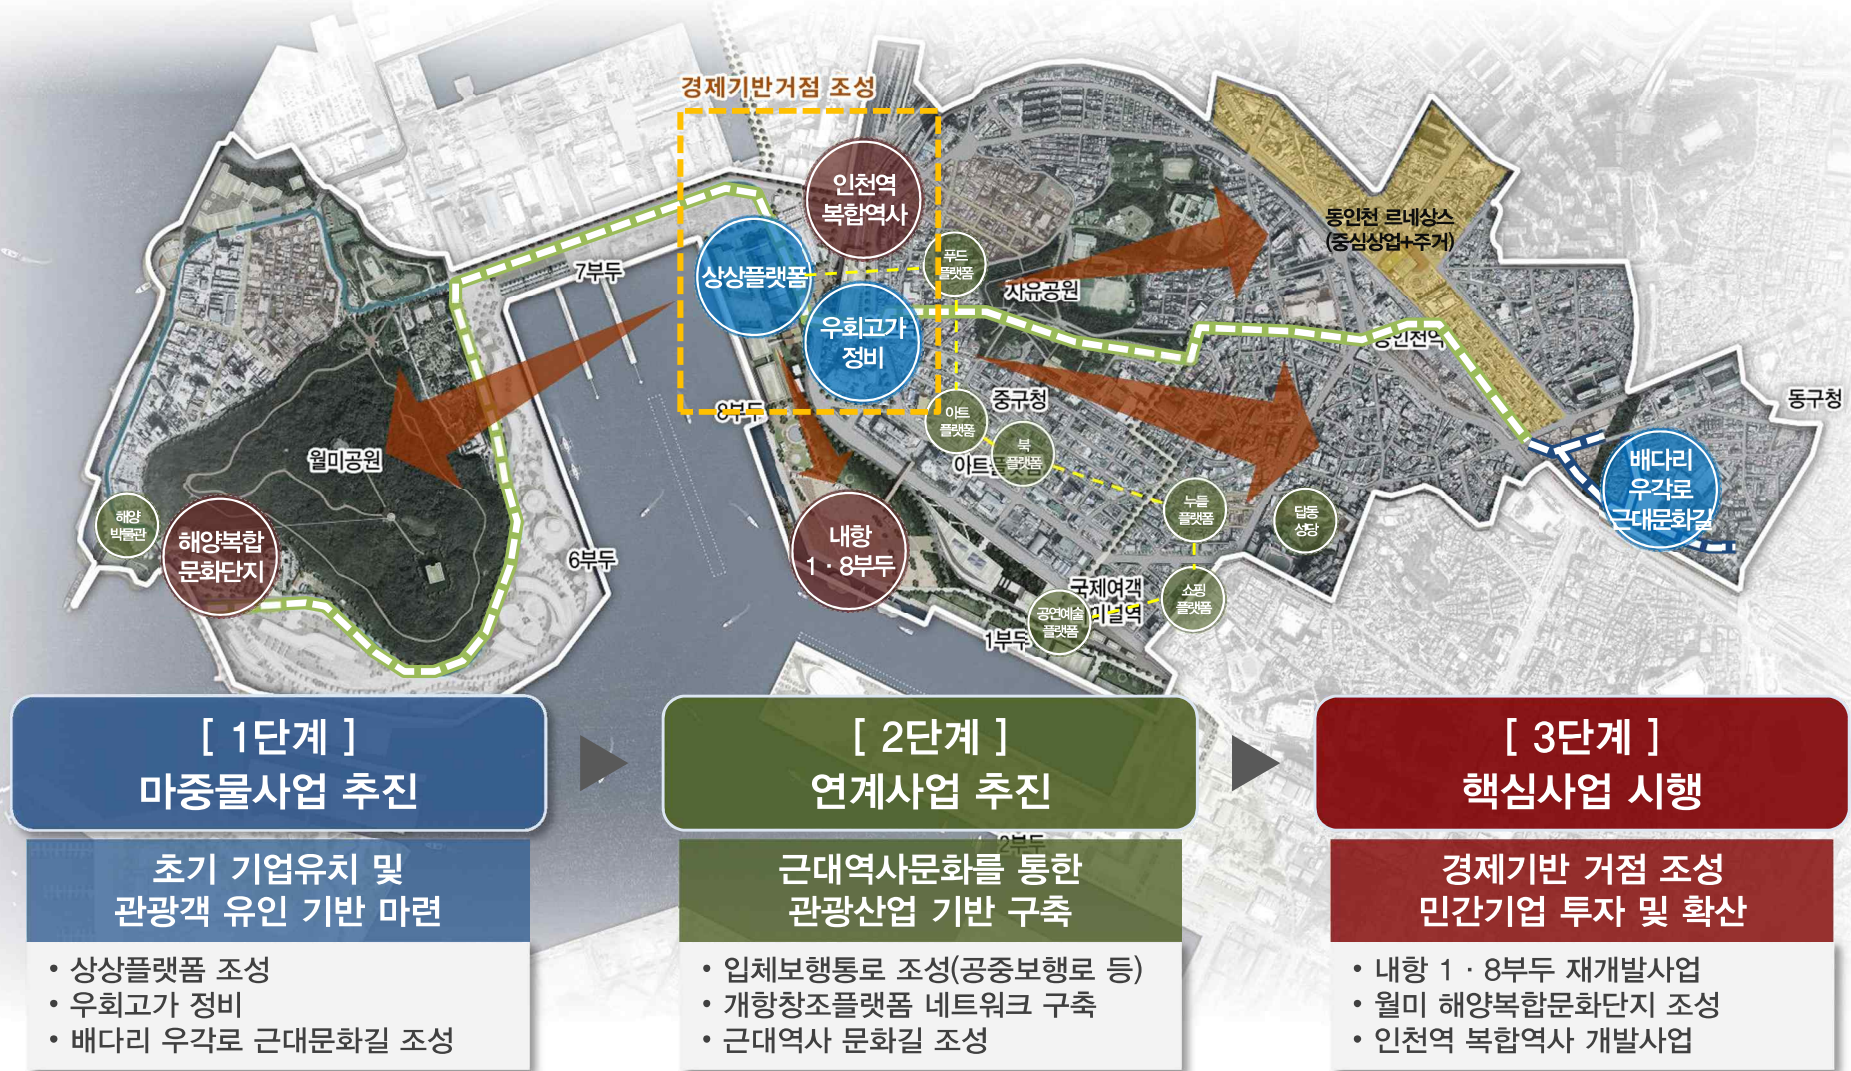 경제기반거점 조성
인천역
복합역사
상상플랫폼
우회고가
정비
푸드
플랫폼
자유공원
동인천 르네상스
(중심상업+주거)
7부두
동인천역
8부두
아트
플랫폼
중구청
북
플랫폼
동구청
월미공원
배다리
우각로
근대문화길
해양
박물관
해양복합
문화단지
6부두
내항
1 · 8부두
누들
플랫폼
답동
성당
국제여객
쇼핑
플랫폼
공연예술
플랫폼
1부두
2부두
[ 1단계 ]
마중물사업 추진
초기 기업유치 및
관광객 유인 기반 마련
• 상상플랫폼 조성
• 우회고가 정비
• 배다리 우각로 근대문화길 조성
[ 2단계 ]
연계사업 추진
근대역사문화를 통한
관광산업 기반 구축
• 입체보행통로 조성(공중보행로 등)
• 개항창조플랫폼 네트워크 구축
• 근대역사 문화길 조성
[ 3단계 ]
핵심사업 시행
경제기반 거점 조성
민간기업 투자 및 확산
• 내항 1 · 8부두 재개발사업
• 월미 해양복합문화단지 조성
• 인천역 복합역사 개발사업